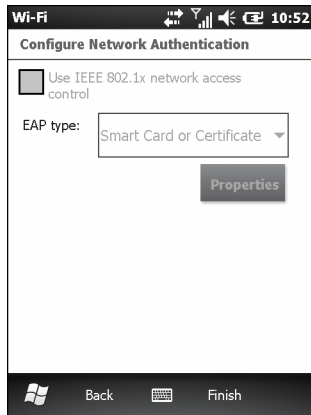 Wi-Fi 10:52
Configure Network Authentication
Use IEEE 802.1x network access
control
EAP type:
Smart Card or Certificate
Properties
Back Finish